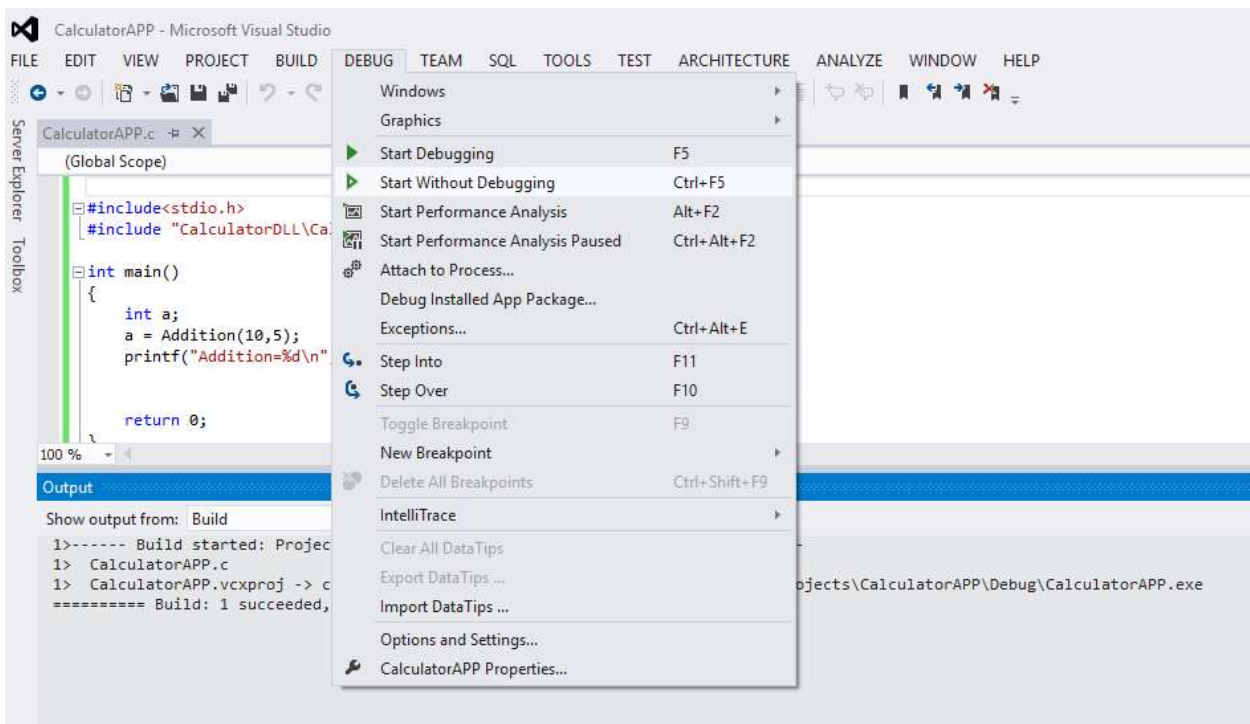 CalculatorAPP - Microsoft Visual Studio
FILE EDIT VIEW PROJECT BUILD DEBUG TEAM SQL TOOLS TEST ARCHITECTURE ANALYZE WINDOW HELP
Server Explorer
Toolbox
CalculatorAPP.c
(Global Scope)
#include<stdio.h>
#include "CalculatorDLL\Ca
int main()
{
int a;
a = Addition(10,5);
printf("Addition=%d\n"
return 0;
}
100 %
Windows
Graphics
Start Debugging F5
Start Without Debugging Ctrl+F5
Start Performance Analysis Alt+F2
Start Performance Analysis Paused Ctrl+Alt+F2
Attach to Process...
Debug Installed App Package...
Exceptions... Ctrl+Alt+E
Step Into F11
Step Over F10
Toggle Breakpoint F9
New Breakpoint
Delete All Breakpoints Ctrl+Shift+F9
IntelliTrace
Clear All DataTips
Export DataTips ...
Import DataTips ...
Options and Settings...
CalculatorAPP Properties...
Output
Show output from: Build
1>------ Build started: Projec
1> CalculatorAPP.c
1> CalculatorAPP.vcxproj -> c ojects\CalculatorAPP\Debug\CalculatorAPP.exe
========== Build: 1 succeeded,